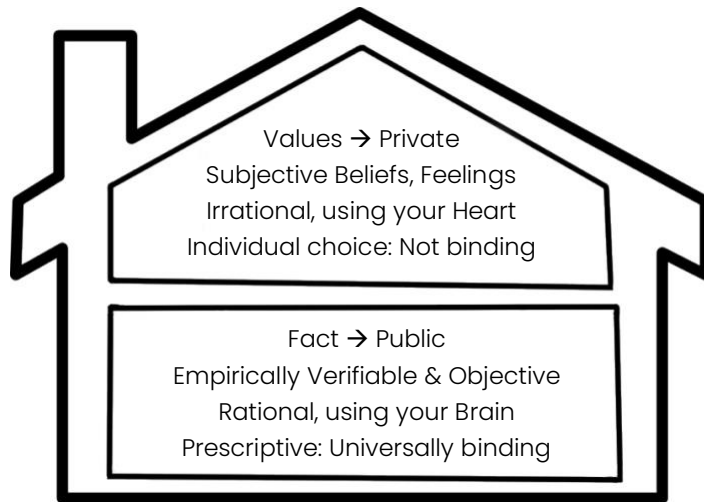 Values → Private
Subjective Beliefs, Feelings
Irrational, using your Heart
Individual choice: Not binding
Fact → Public
Empirically Verifiable & Objective
Rational, using your Brain
Prescriptive: Universally binding